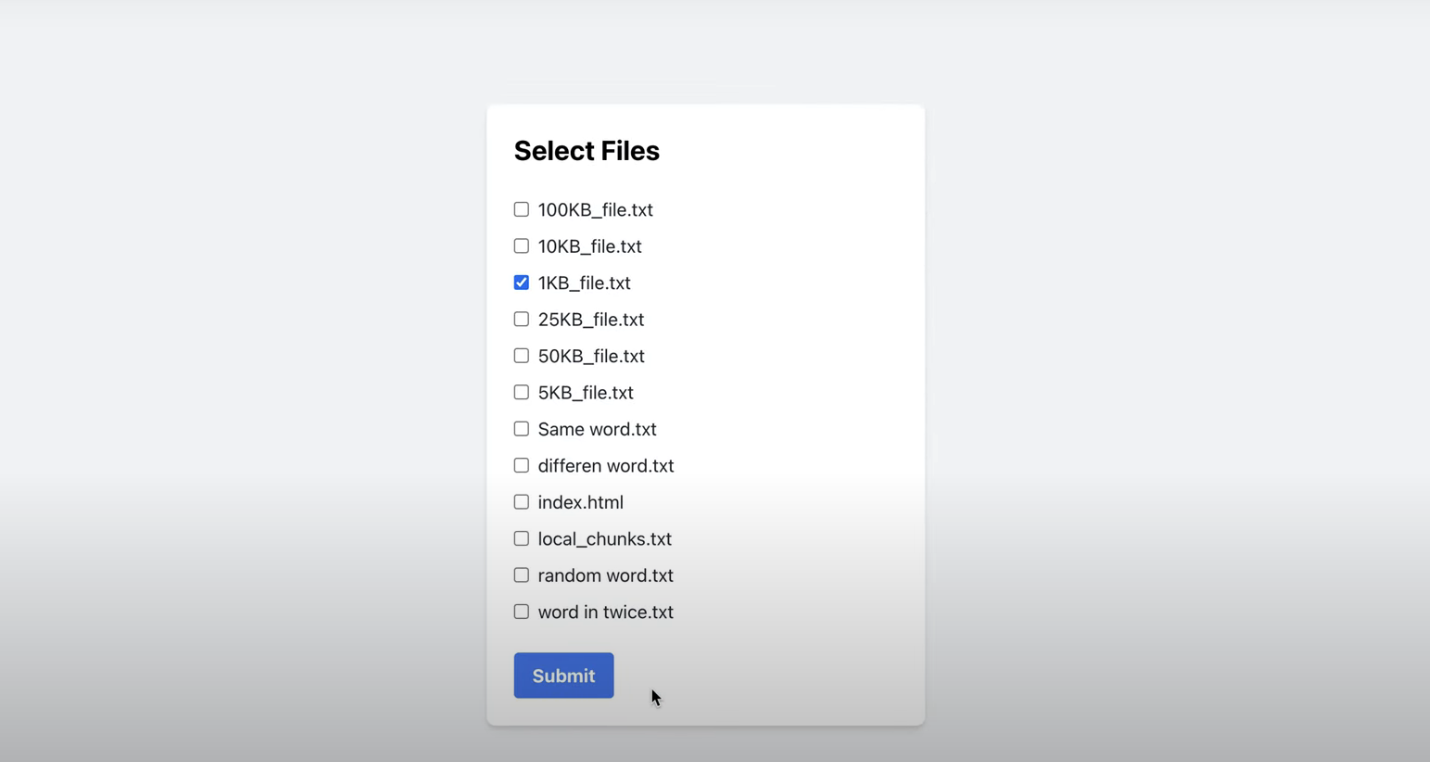 Select Files
100KB_file.txt
10KB_file.txt
1KB_file.txt
25KB_file.txt
50KB_file.txt
5KB_file.txt
Same word.txt
differen word.txt
index.html
local_chunks.txt
random word.txt
word in twice.txt
Submit